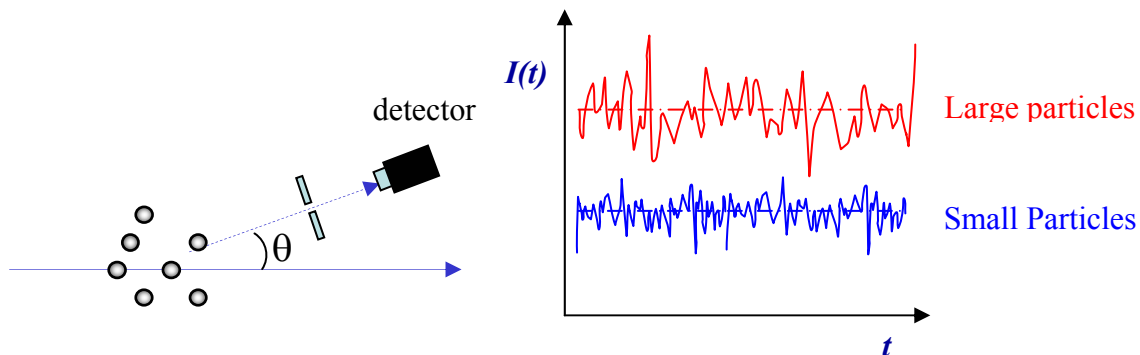 detector
θ
I(t)
Large particles
Small Particles
t